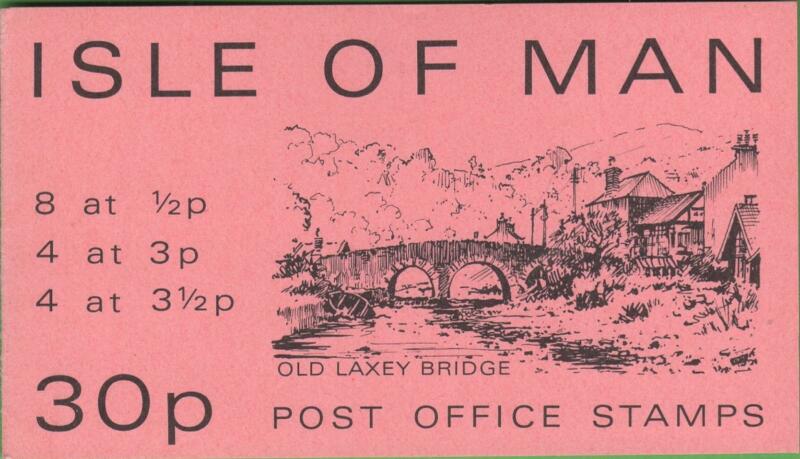 ISLE OF MAN
8 at ½p
4 at 3p
4 at 3½p
30p
OLD LAXEY BRIDGE
POST OFFICE STAMPS